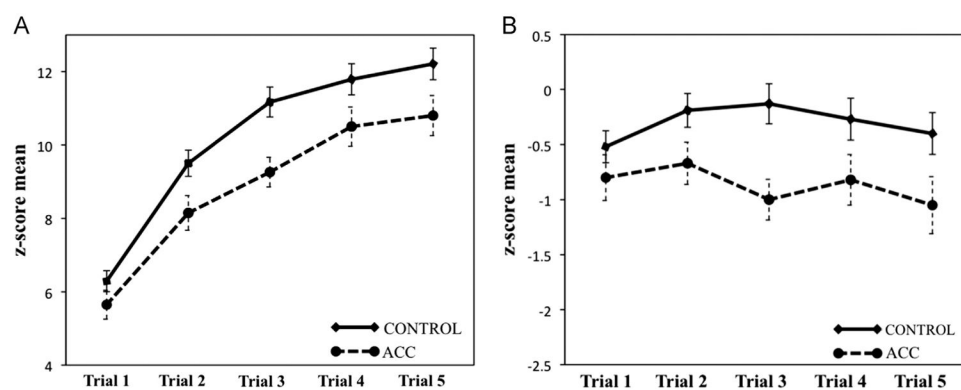 A
12
10
8
6
4
z-score mean
Trial 1 Trial 2 Trial 3 Trial 4 Trial 5
CONTROL
ACC
B
0.5
0
-0.5
-1
-1.5
-2
-2.5
z-score mean
Trial 1 Trial 2 Trial 3 Trial 4 Trial 5
CONTROL
ACC